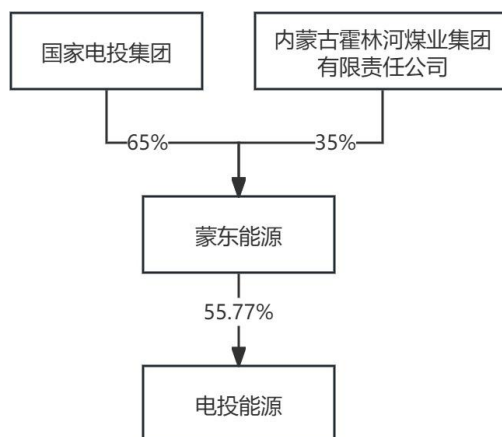 国家电投集团
内蒙古霍林河煤业集团
有限责任公司
65%
35%
蒙东能源
55.77%
电投能源